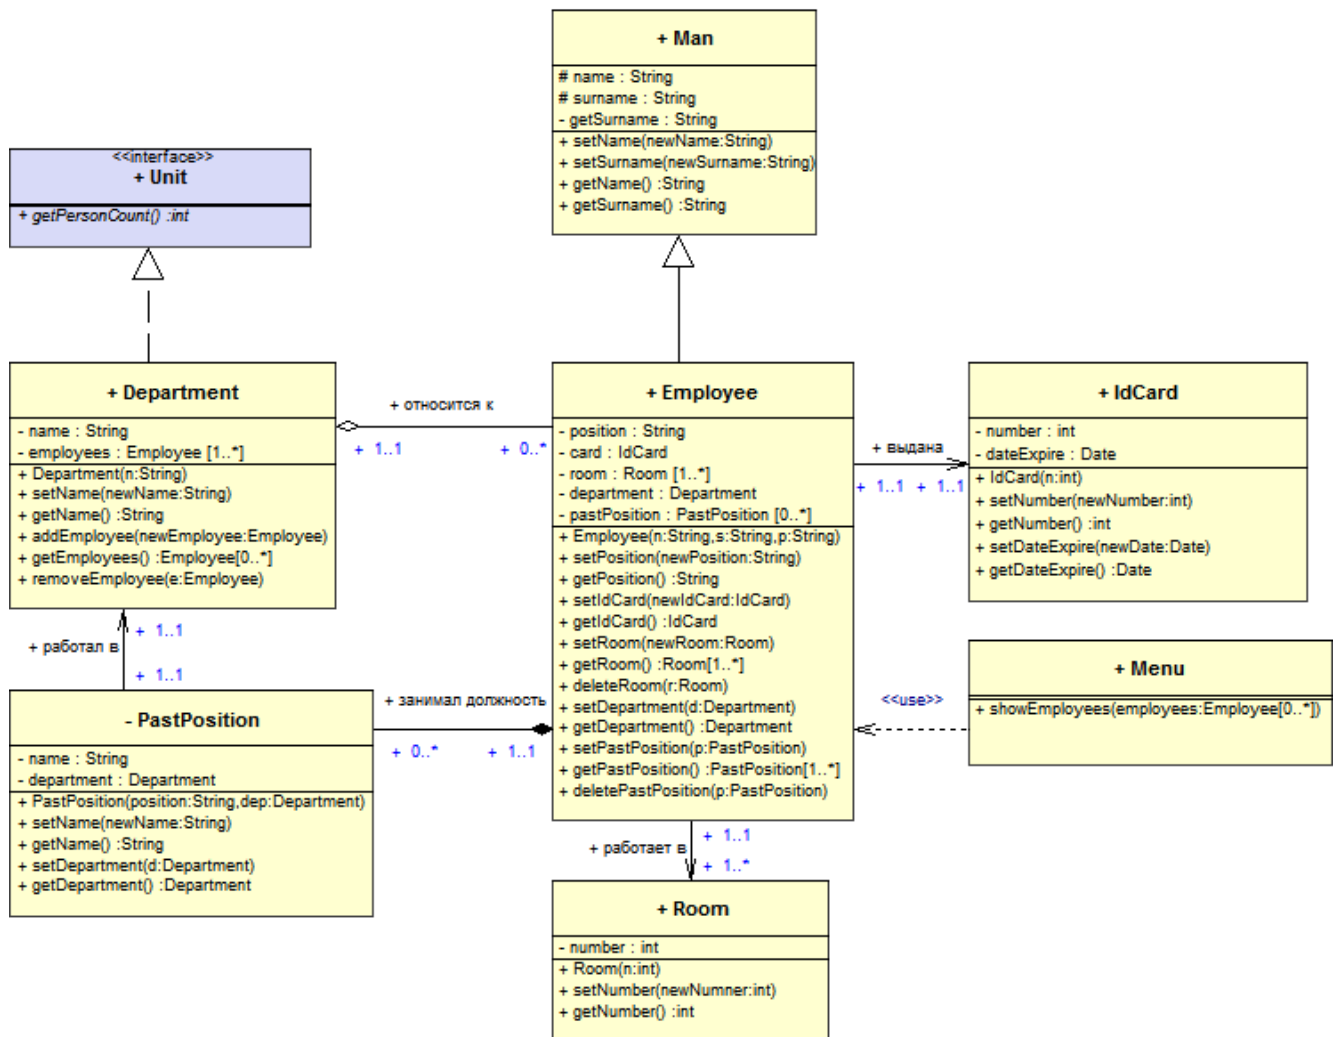 + Man
# name : String
# surname : String
- getSurname : String
+ setName(newName:String)
+ setSurname(newSurname:String)
+ getName() :String
+ getSurname() :String
<<interface>>
+ Unit
+ getPersonCount() :int
+ Department
- name : String
- employees : Employee [1..*]
+ Department(n:String)
+ setName(newName:String)
+ getName() :String
+ addEmployee(newEmployee:Employee)
+ getEmployees() :Employee[0..*]
+ removeEmployee(e:Employee)
+ относится к
+ 1..1
+ 0..*
+ Employee
- position : String
- card : IdCard
- room : Room [1..*]
- department : Department
- pastPosition : PastPosition [0..*]
+ Employee(n:String,s:String,p:String)
+ setPosition(newPosition:String)
+ getPosition() :String
+ setIdCard(newIdCard:IdCard)
+ getIdCard() :IdCard
+ setRoom(newRoom:Room)
+ getRoom() :Room[1..*]
+ deleteRoom(r:Room)
+ setDepartment(d:Department)
+ getDepartment() :Department
+ setPastPosition(p:PastPosition)
+ getPastPosition() :PastPosition[1..*]
+ deletePastPosition(p:PastPosition)
+ выдана
+ 1..1 + 1..1
+ IdCard
- number : int
- dateExpire : Date
+ IdCard(n:int)
+ setNumber(newNumber:int)
+ getNumber() :int
+ setDateExpire(newDate:Date)
+ getDateExpire() :Date
+ работал в
+ 1..1
+ 1..1
- PastPosition
- name : String
- department : Department
+ PastPosition(position:String,dep:Department)
+ setName(newName:String)
+ getName() :String
+ setDepartment(d:Department)
+ getDepartment() :Department
+ занимал должность
+ 0..*
+ 1..1
<<use>>
+ Menu
+ showEmployees(employees:Employee[0..*])
+ работает в
+ 1..1
+ 1..*
+ Room
- number : int
+ Room(n:int)
+ setNumber(newNumner:int)
+ getNumber() :int